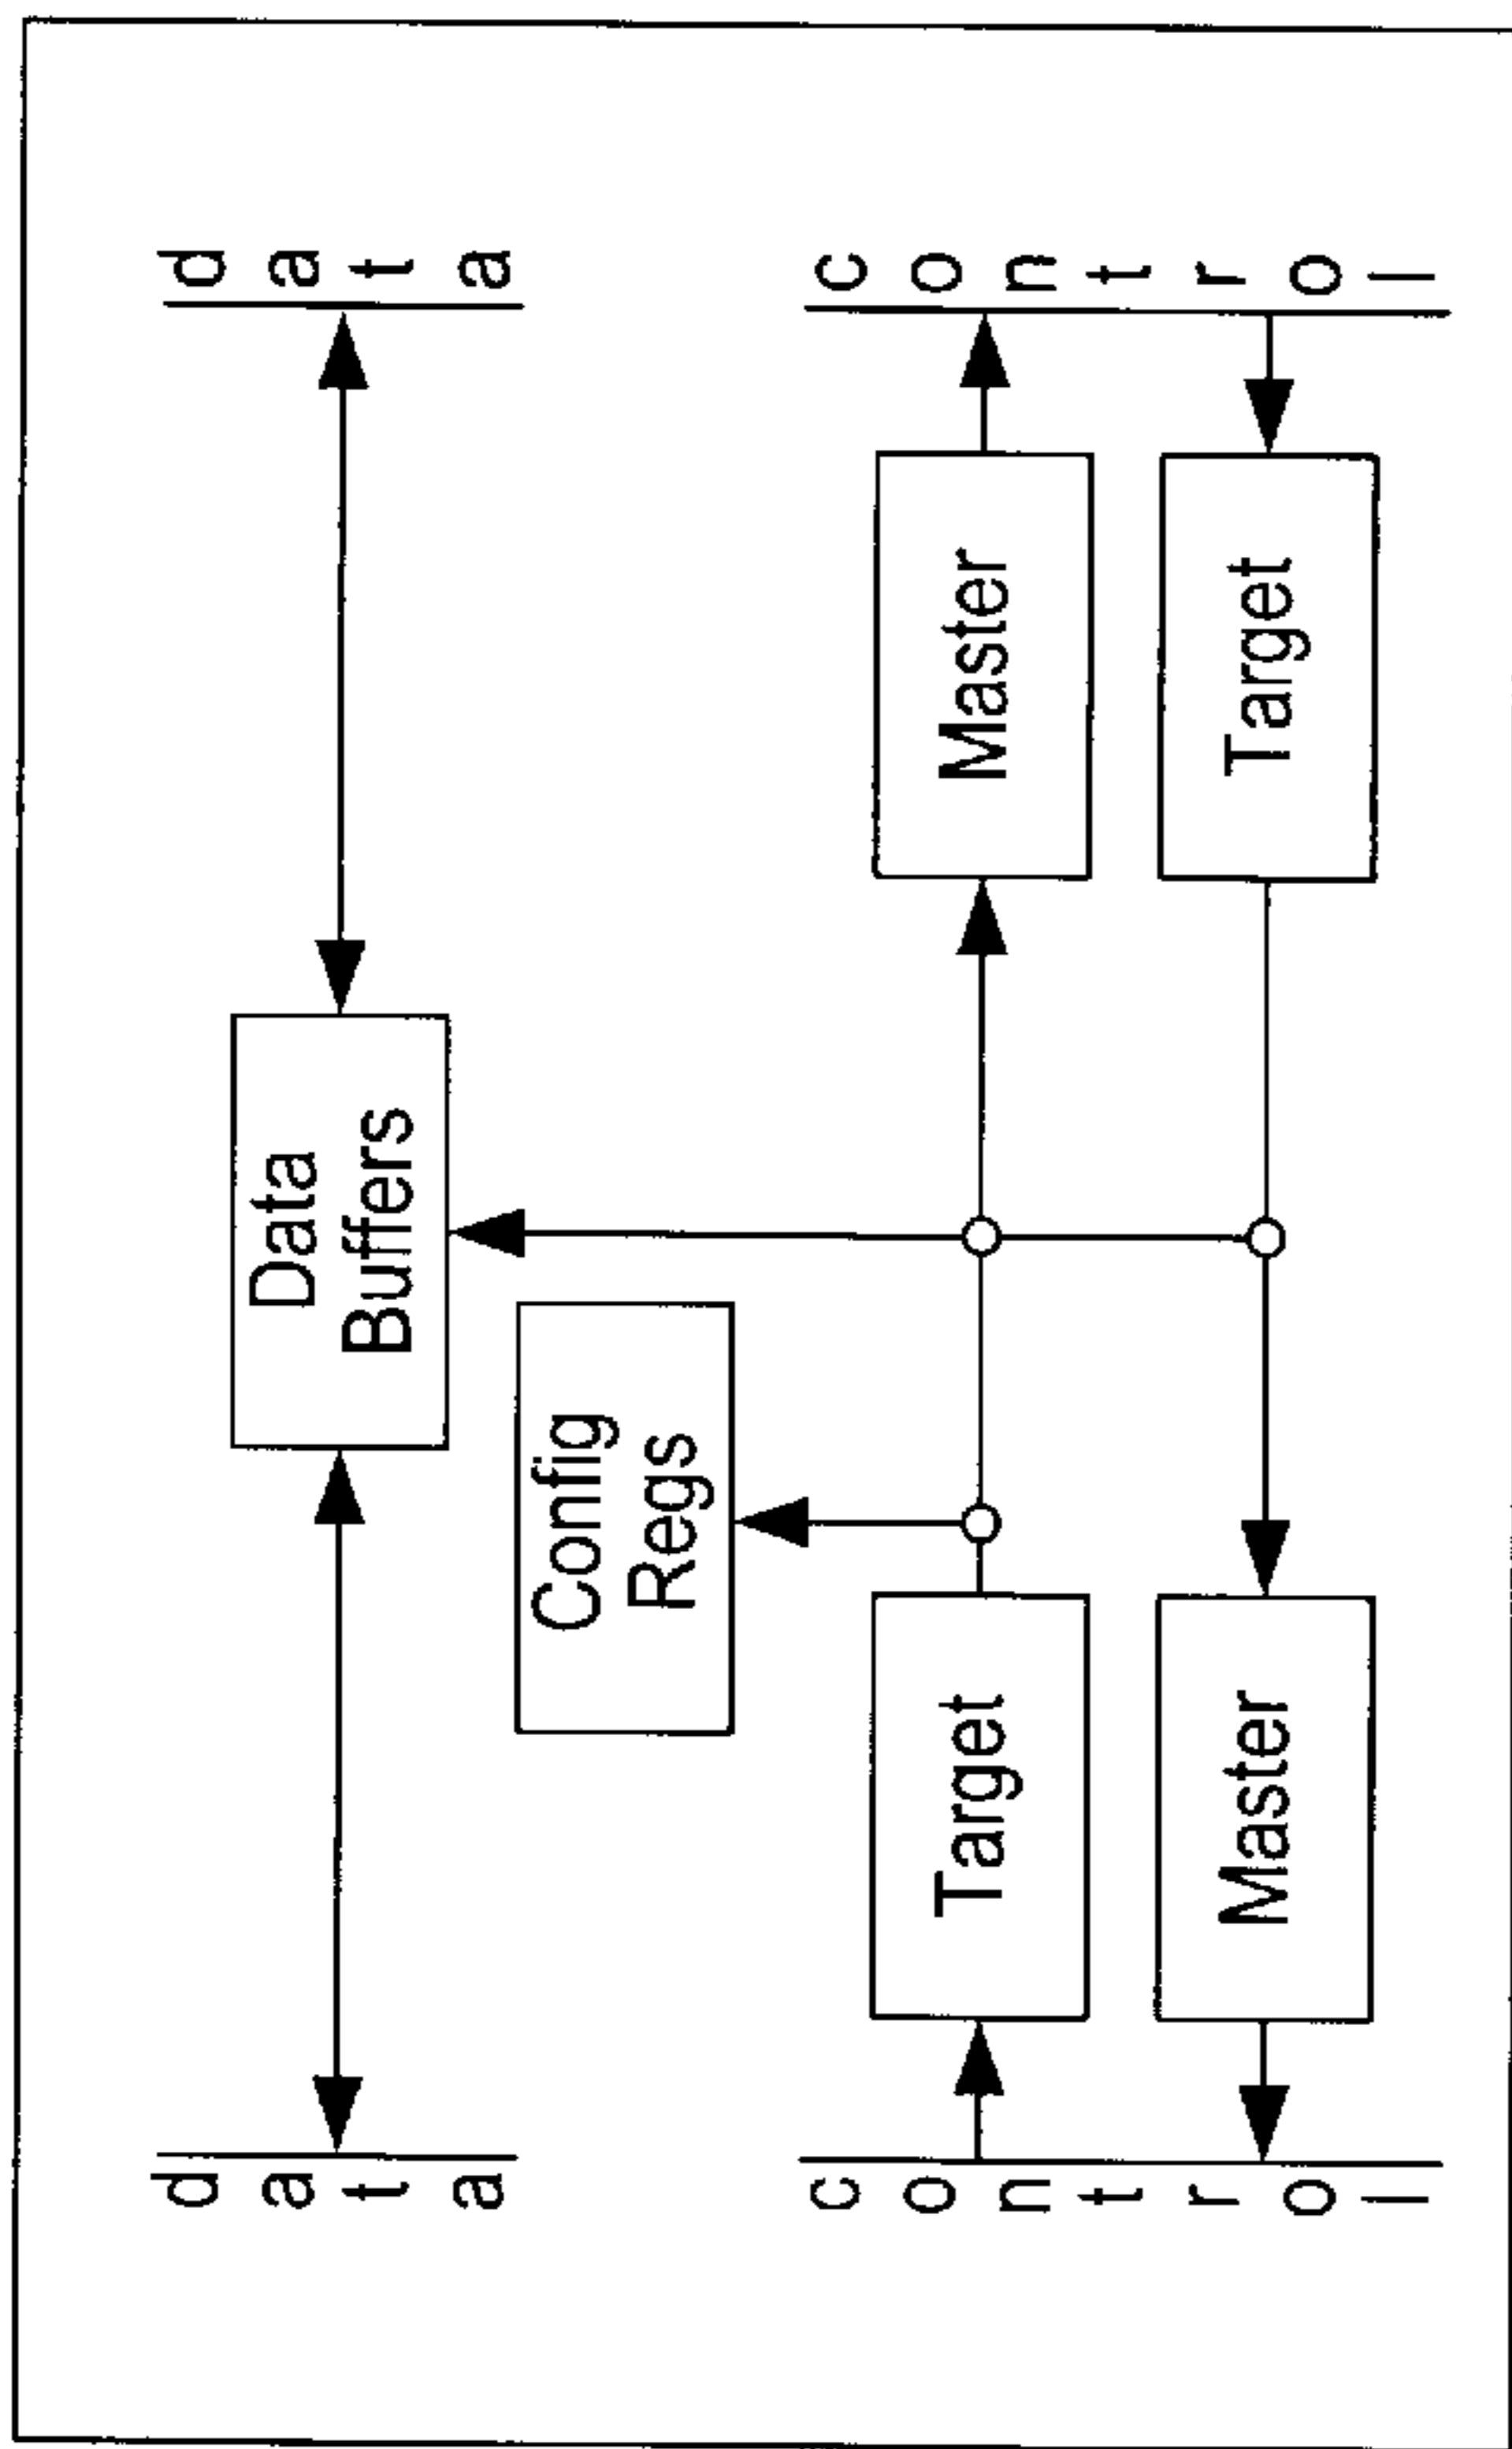 data
Data
Buffers
data
Config
Regs
control
Target
Master
control
Master
Target